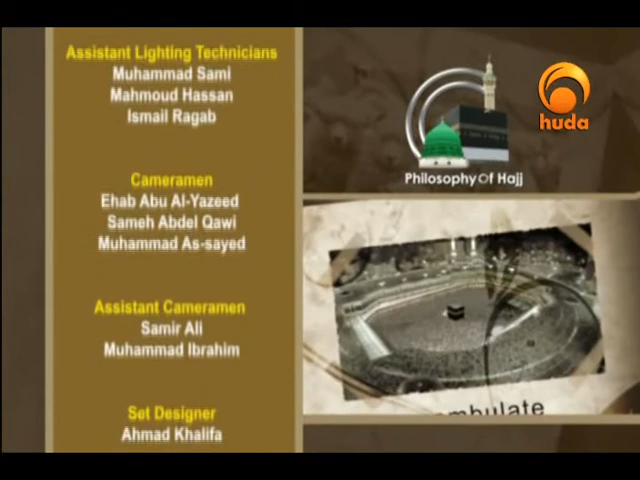 Assistant Lighting Technicians
Muhammad Sami
Mahmoud Hassan
Ismail Ragab
Cameramen
Ehab Abu Al-Yazeed
Sameh Abdel Qawi
Muhammad As-sayed
Assistant Cameramen
Samir Ali
Muhammad Ibrahim
Set Designer
Ahmad Khalifa
huda
Philosophy Of Hajj